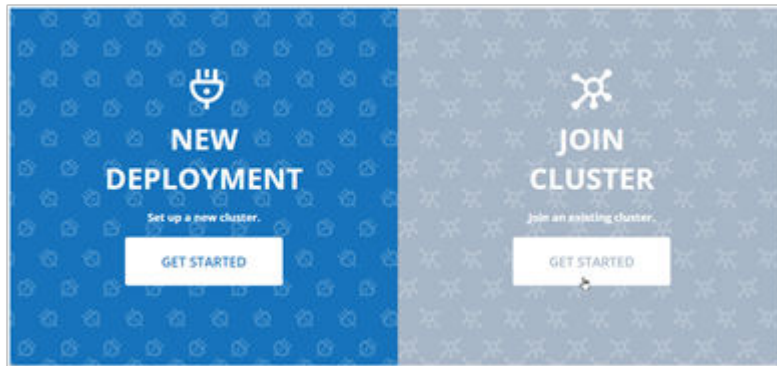 NEW
DEPLOYMENT
Set up a new cluster.
GET STARTED
JOIN
CLUSTER
Join an existing cluster.
GET STARTED